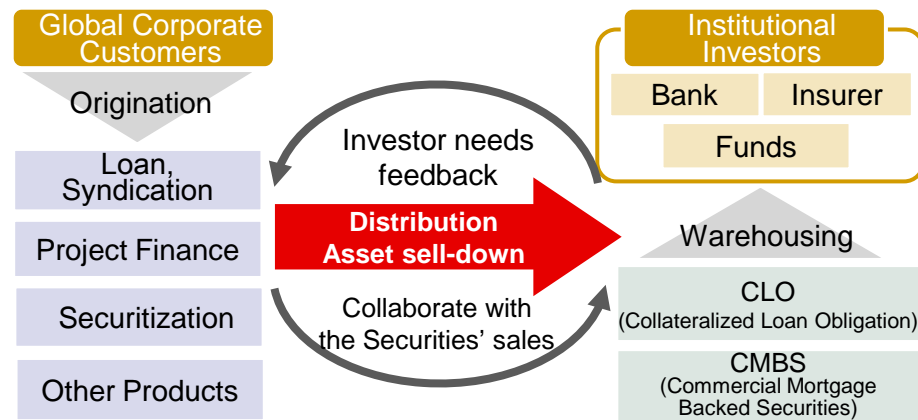 Global Corporate
Customers
Origination
Loan,
Syndication
Project Finance
Securitization
Other Products
Investor needs
feedback
Distribution
Asset sell-down
Collaborate with
the Securities’ sales
Institutional
Investors
Bank
Insurer
Funds
Warehousing
CLO
(Collateralized Loan Obligation)
CMBS
(Commercial Mortgage
Backed Securities)